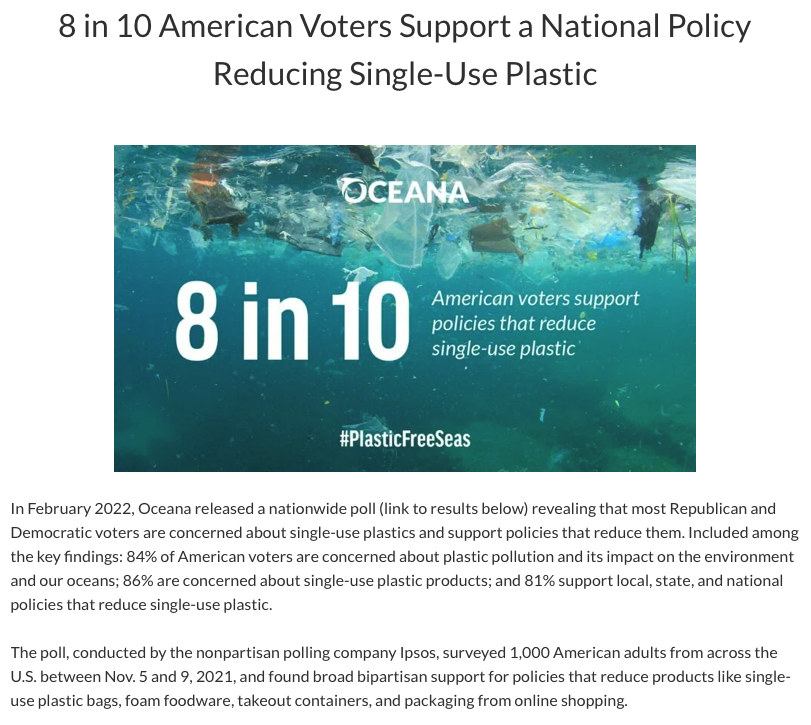 8 in 10 American Voters Support a National Policy
Reducing Single-Use Plastic
OCEANA
8 in 10
American voters support
policies that reduce
single-use plastic
#PlasticFreeSeas
In February 2022, Oceana released a nationwide poll (link to results below) revealing that most Republican and
Democratic voters are concerned about single-use plastics and support policies that reduce them. Included among
the key findings: 84% of American voters are concerned about plastic pollution and its impact on the environment
and our oceans; 86% are concerned about single-use plastic products; and 81% support local, state, and national
policies that reduce single-use plastic.
The poll, conducted by the nonpartisan polling company Ipsos, surveyed 1,000 American adults from across the
U.S. between Nov. 5 and 9, 2021, and found broad bipartisan support for policies that reduce products like single-
use plastic bags, foam foodware, takeout containers, and packaging from online shopping.